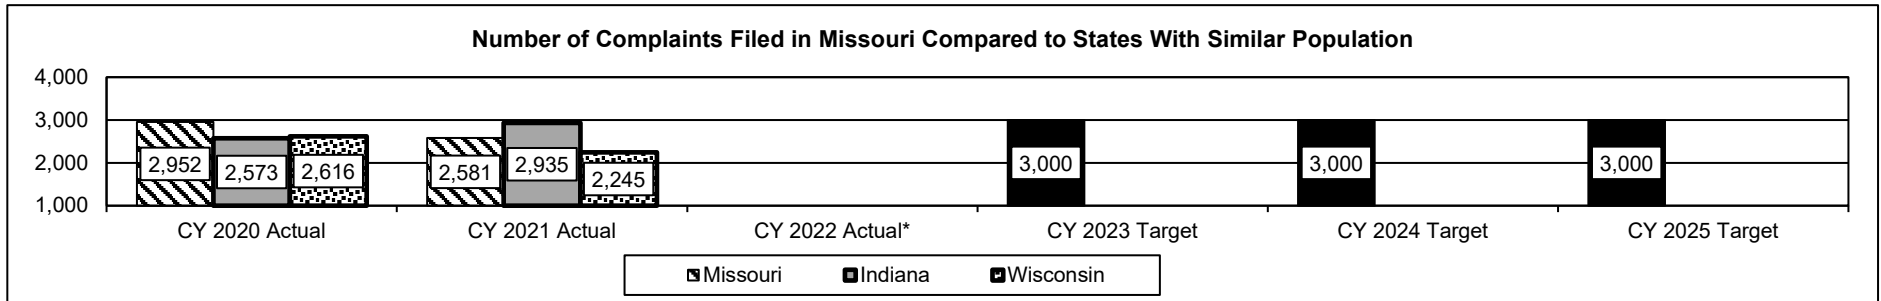 Number of Complaints Filed in Missouri Compared to States With Similar Population
4,000
3,000
2,000
1,000
2,952
2,573
2,616
2,581
2,935
2,245
3,000
3,000
3,000
CY 2020 Actual
CY 2021 Actual
CY 2022 Actual*
CY 2023 Target
CY 2024 Target
CY 2025 Target
Missouri
Indiana
Wisconsin